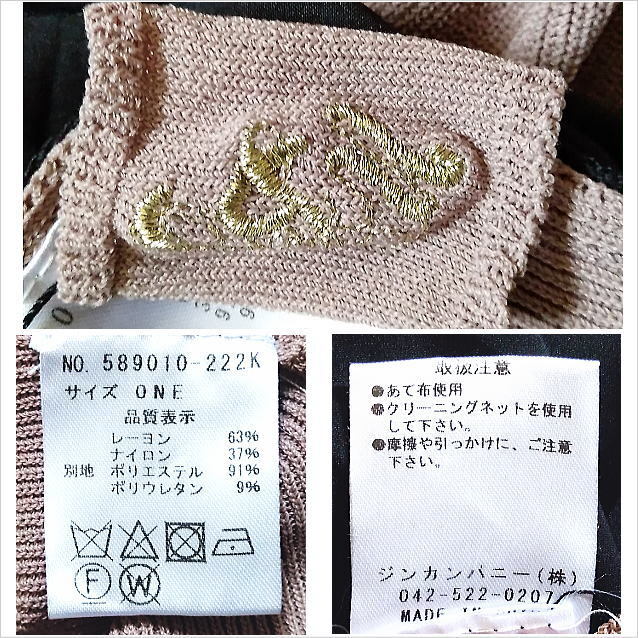 NO. 589010-222K
サイズ ONE
品質表示
レーヨン 63%
ナイロン 37%
別地 ポリエステル 91%
ポリウレタン 9%
F W
取扱注意
●あて布使用
●クリーニングネットを使用
して下さい。
●摩擦や引っかけに、ご注意
下さい。
ジンカンパニー(株)
042-522-0207
MADE IN